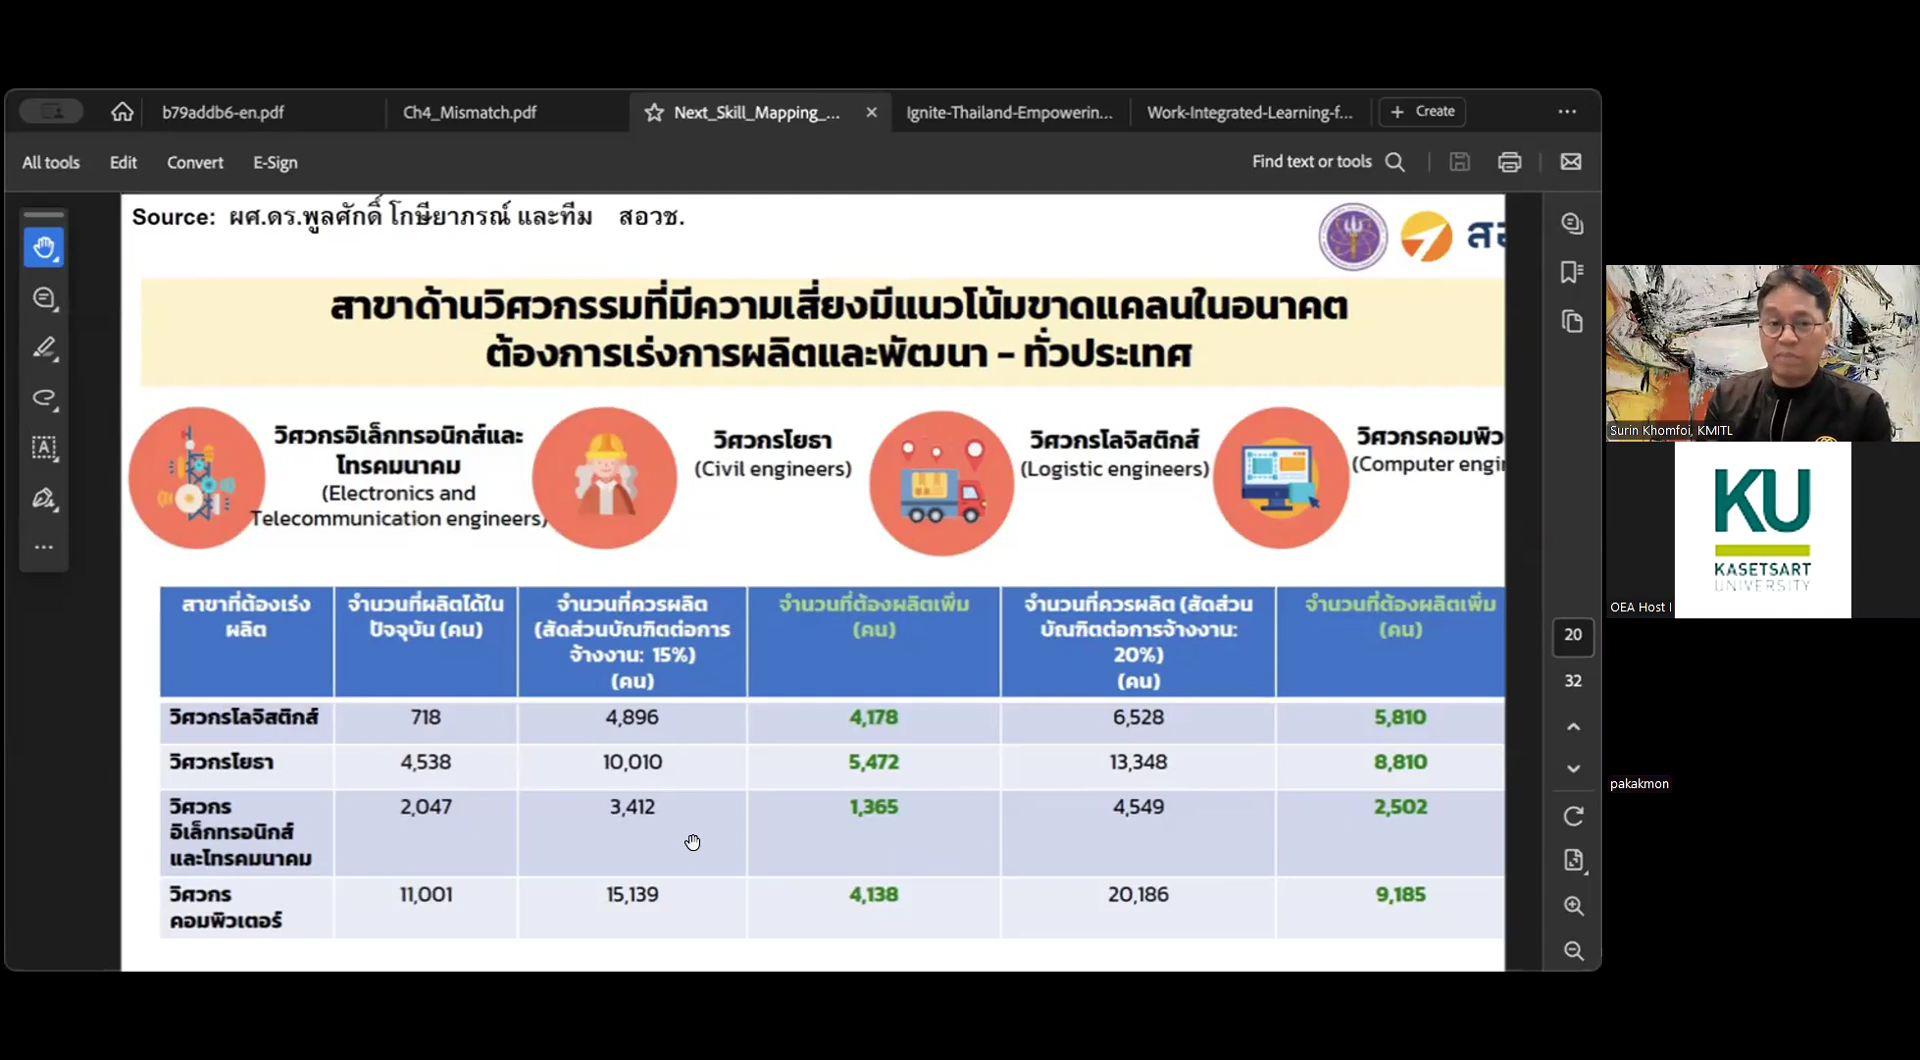 b79addb6-en.pdf
Ch4_Mismatch.pdf
Next_Skill_Mapping_...
Ignite-Thailand-Empowerin...
Work-Integrated-Learning-f...
Create
All tools
Edit
Convert
E-Sign
Find text or tools
Source: ผศ.ดร.พูลศักดิ์ โกษียาภรณ์ และทีม สอวช.
สาขาด้านวิศวกรรมที่มีความเสี่ยงมีแนวโน้มขาดแคลนในอนาคต
ต้องการเร่งการผลิตและพัฒนา – ทั่วประเทศ
วิศวกรอิเล็กทรอนิกส์และ
โทรคมนาคม
(Electronics and
Telecommunication engineers)
วิศวกรโยธา
(Civil engineers)
วิศวกรโลจิสติกส์
(Logistic engineers)
วิศวกรคอมพิว
(Computer engi
สาขาที่ต้องเร่ง
ผลิต
จำนวนที่ผลิตได้ใน
ปัจจุบัน (คน)
จำนวนที่ควรผลิต
(สัดส่วนบัณฑิตต่อการ
จ้างงาน: 15%)
(คน)
จำนวนที่ต้องผลิตเพิ่ม
(คน)
จำนวนที่ควรผลิต (สัดส่วน
บัณฑิตต่อการจ้างงาน:
20%)
(คน)
จำนวนที่ต้องผลิตเพิ่ม
(คน)
วิศวกรโลจิสติกส์ 718 4,896 4,178 6,528 5,810
วิศวกรโยธา 4,538 10,010 5,472 13,348 8,810
วิศวกร 2,047 3,412 1,365 4,549 2,502
อิเล็กทรอนิกส์
และโทรคมนาคม
วิศวกร 11,001 15,139 4,138 20,186 9,185
คอมพิวเตอร์
20
32
Surin Khomfoi, KMITL
KU
KASETSART
UNIVERSITY
OEA Host
pakakmon